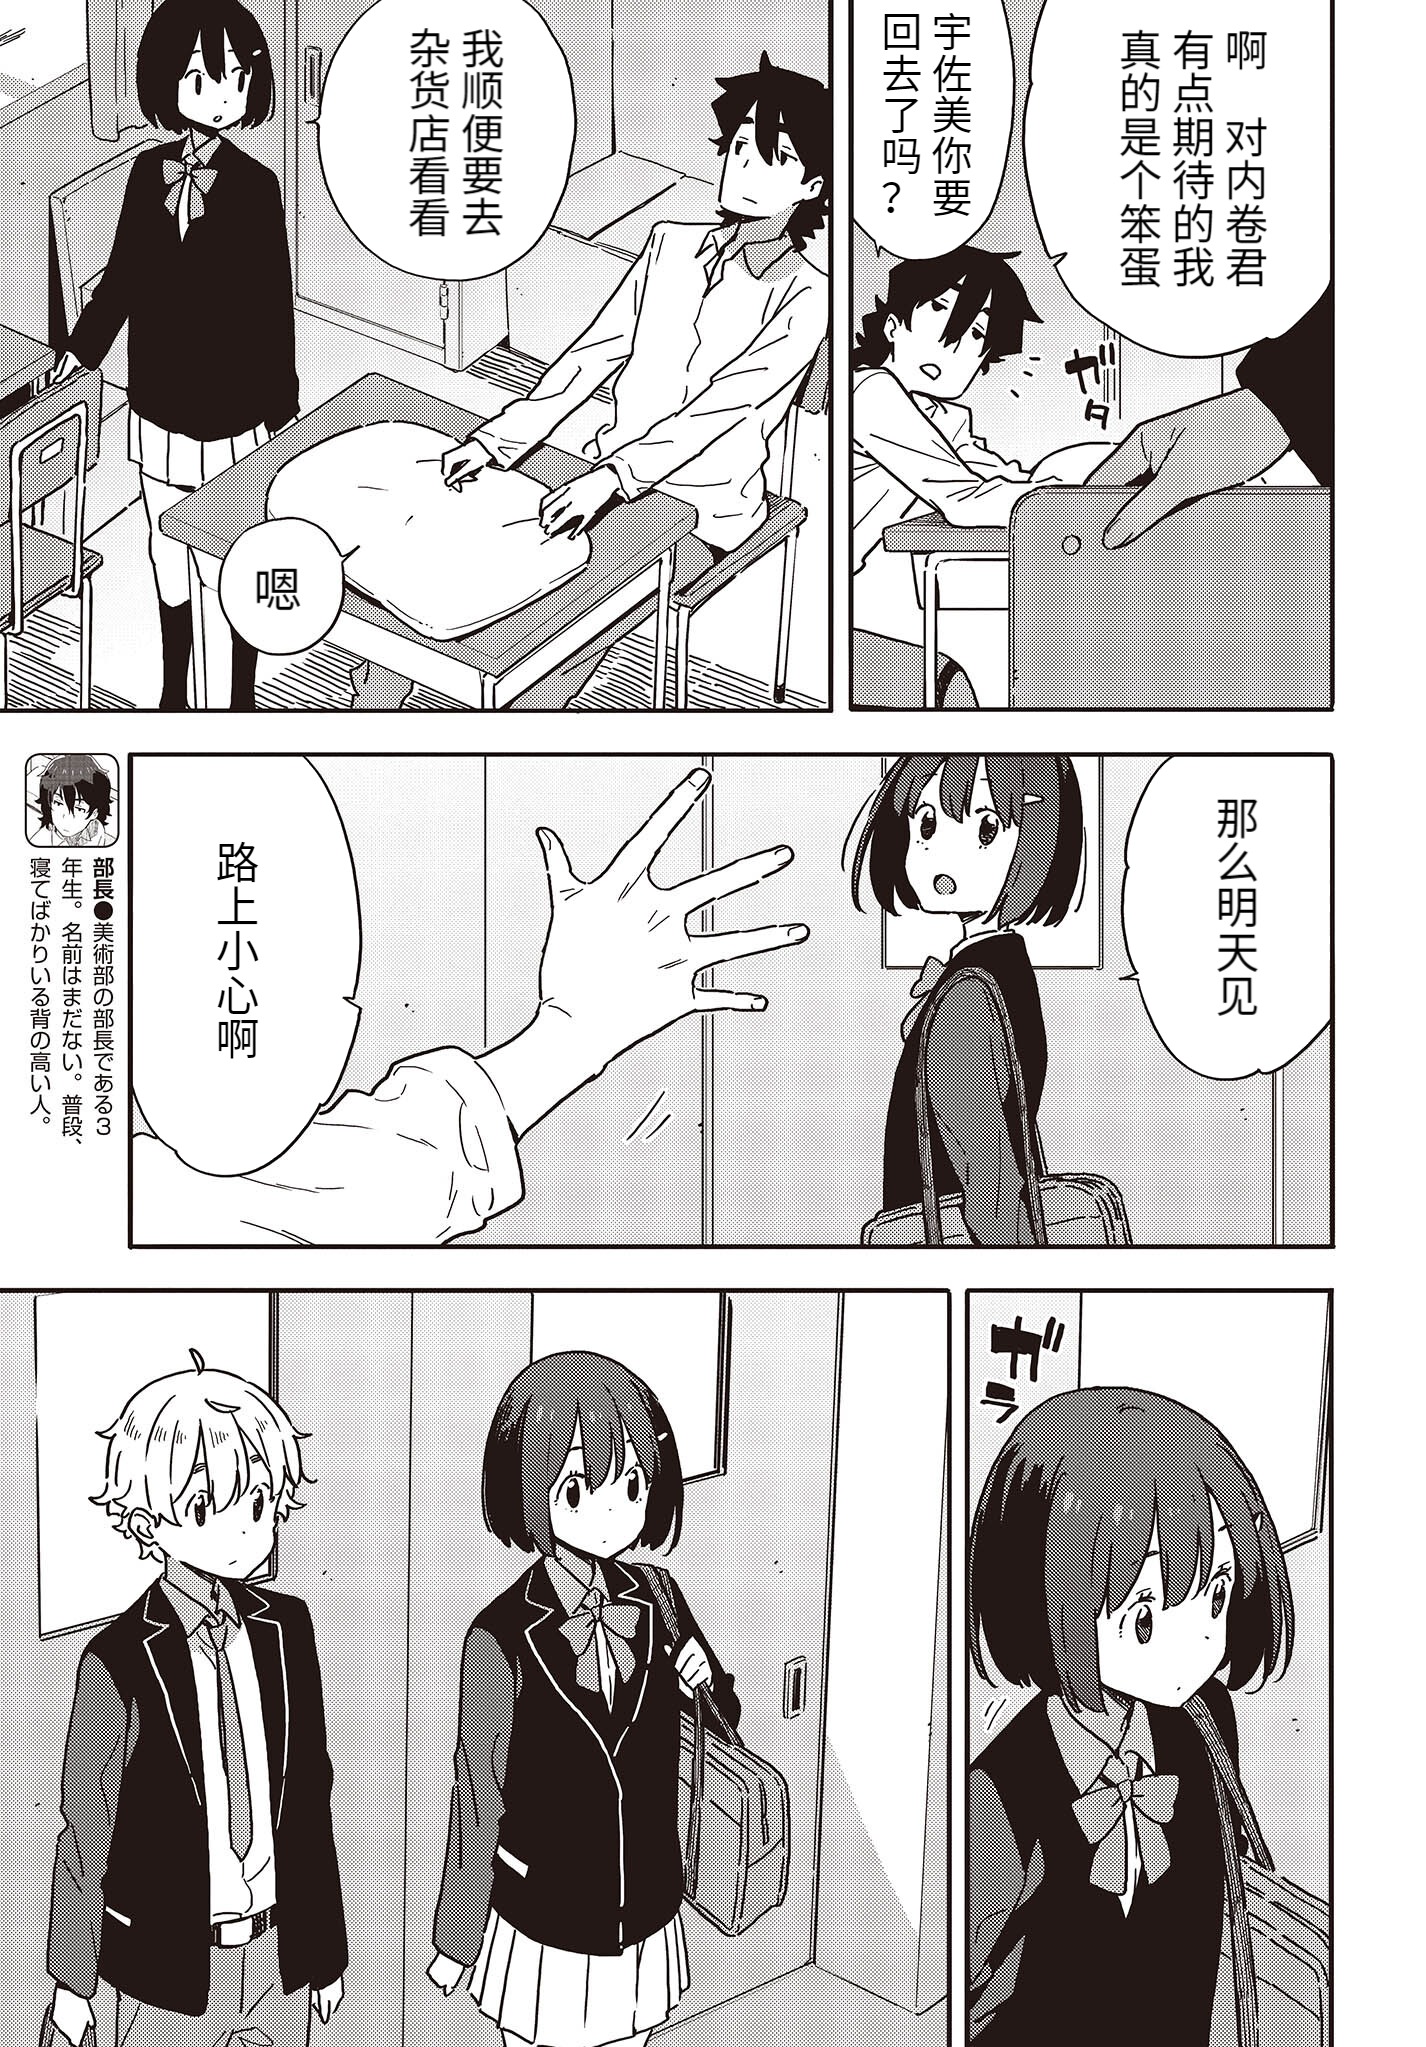 啊 对内卷君
有点期待的我
真的是个笨蛋
宇佐美你要
回去了吗？
ガタ
我顺便要去
杂货店看看
嗯
那么明天见
路上小心啊
部長●美術部の部長である3
年生。名前はまだない。普段、
寝てばかりいる背の高い人。
ガラ